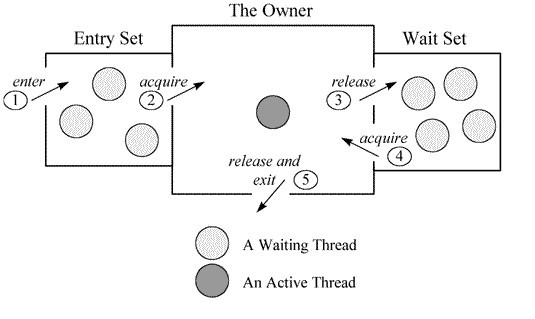 The Owner
Entry Set
Wait Set
enter
1
acquire
2
release
3
acquire
4
release and
exit
5
A Waiting Thread
An Active Thread